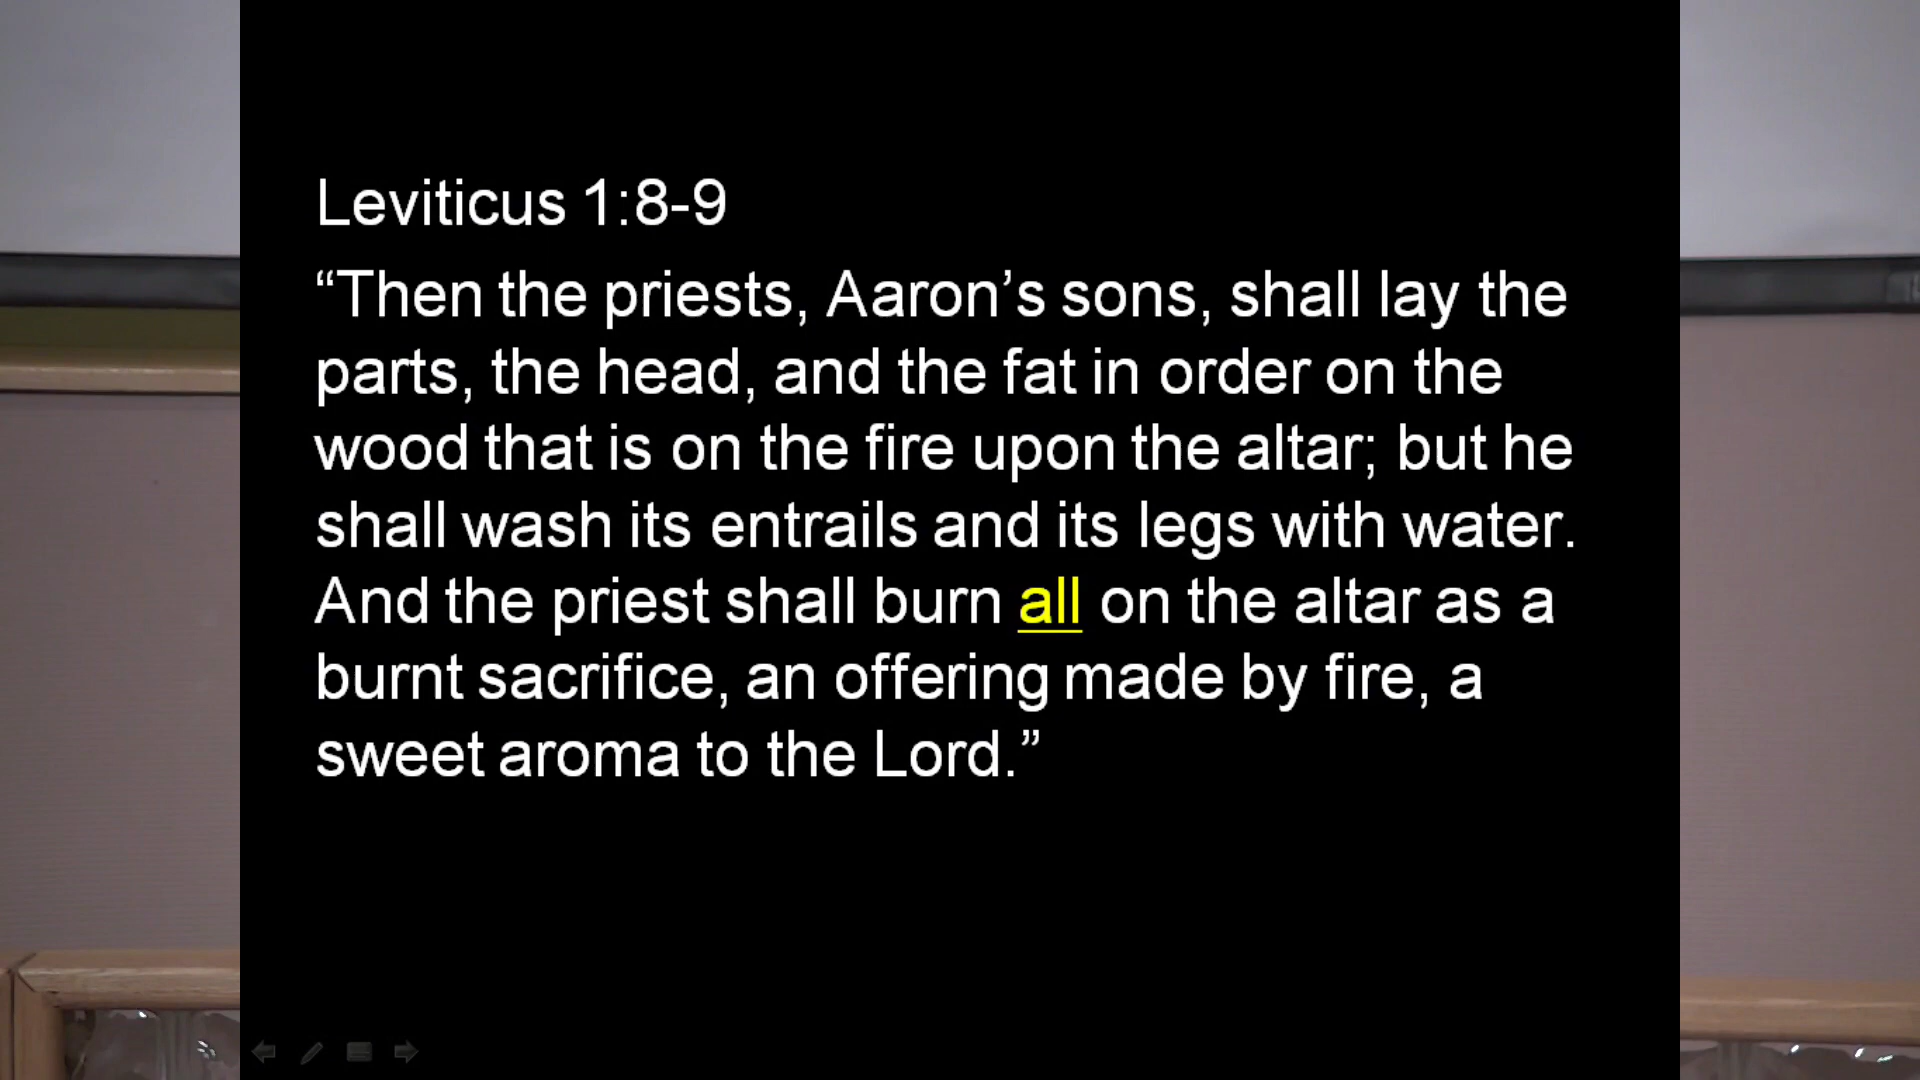 Leviticus 1:8-9
“Then the priests, Aaron’s sons, shall lay the
parts, the head, and the fat in order on the
wood that is on the fire upon the altar; but he
shall wash its entrails and its legs with water.
And the priest shall burn all on the altar as a
burnt sacrifice, an offering made by fire, a
sweet aroma to the Lord.”